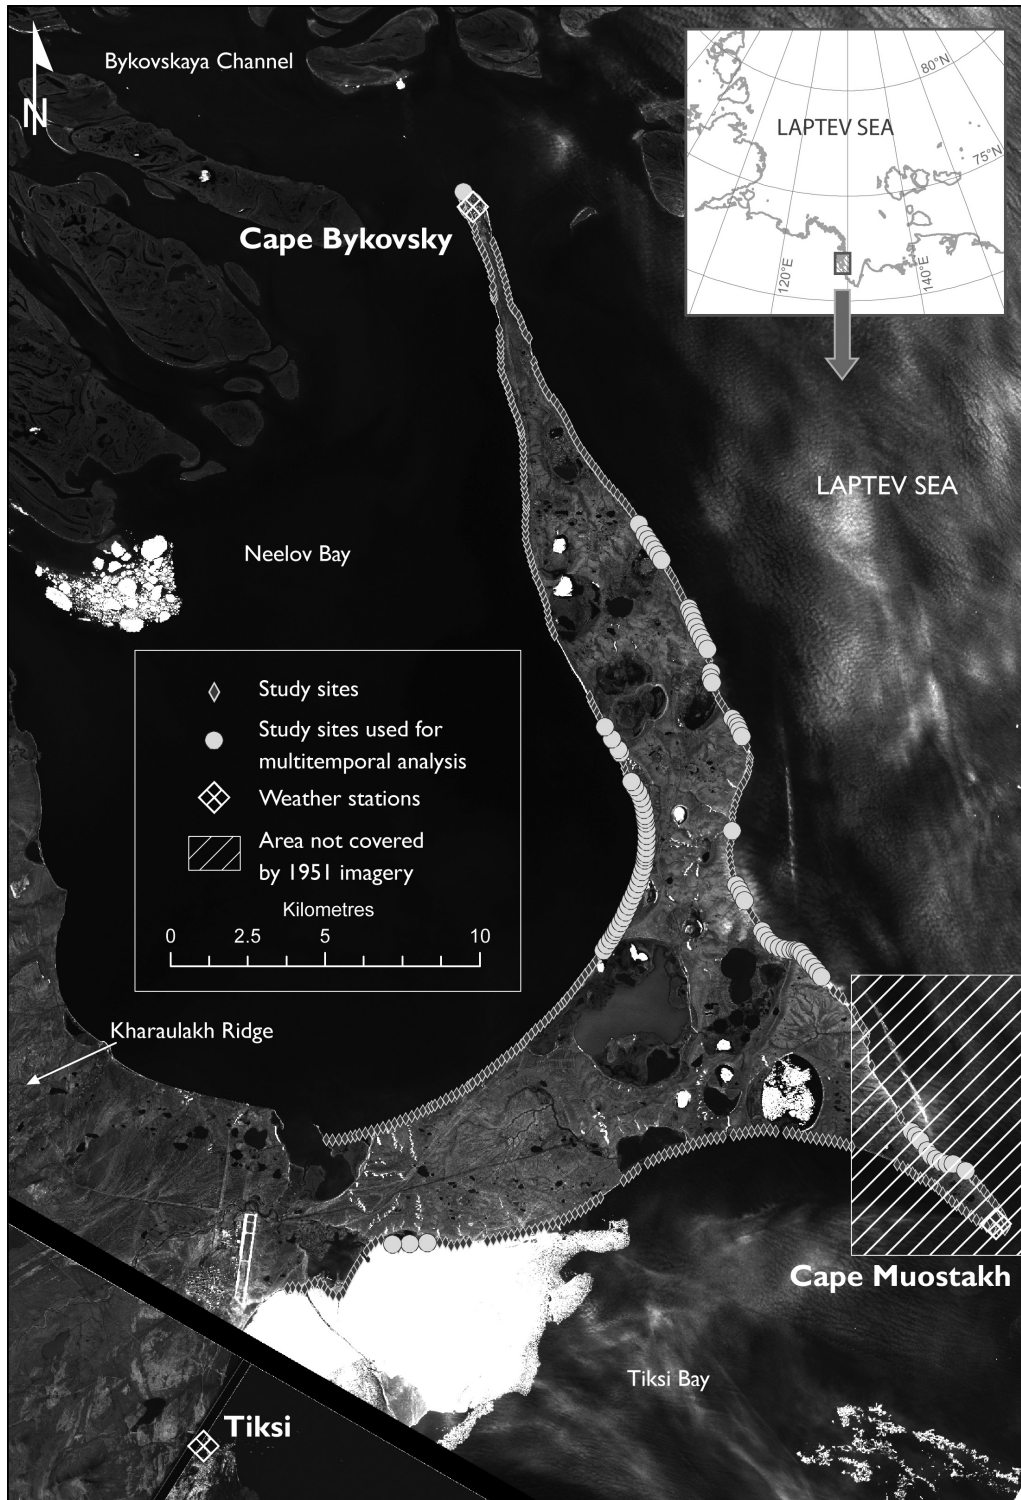 Bykovskaya Channel
N
80°N
LAPTEV SEA
75°N
120°E
140°E
Cape Bykovsky
LAPTEV SEA
Neelov Bay
Study sites
Study sites used for
multitemporal analysis
Weather stations
Area not covered
by 1951 imagery
Kilometres
0 2.5 5 10
Kharaulakh Ridge
Cape Muostakh
Tiksi Bay
Tiksi